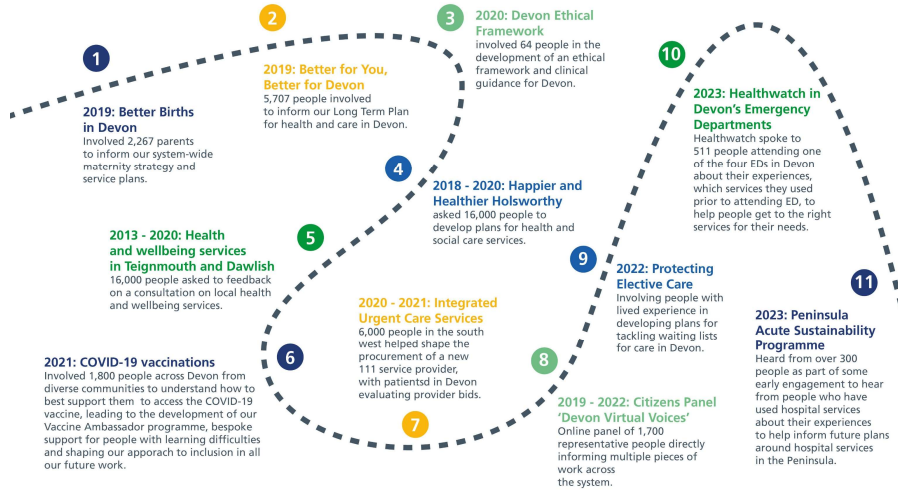 1
2019: Better Births
in Devon
Involved 2,267 parents
to inform our system-wide
maternity strategy and
service plans.
2
2019: Better for You,
Better for Devon
5,707 people involved
to inform our Long Term Plan
for health and care in Devon.
3
2020: Devon Ethical
Framework
involved 64 people in the
development of an ethical
framework and clinical
guidance for Devon.
4
2018 - 2020: Happier and
Healthier Holsworthy
asked 16,000 people to
develop plans for health and
social care services.
5
2013 - 2020: Health
and wellbeing services
in Teignmouth and Dawlish
16,000 people asked to feedback
on a consultation on local health
and wellbeing services.
6
2021: COVID-19 vaccinations
Involved 1,800 people across Devon from
diverse communities to understand how to
best support them  to access the COVID-19
vaccine, leading to the development of our
Vaccine Ambassador programme, bespoke
support for people with learning difficulties
and shaping our apporach to inclusion in all
our future work.
7
2020 - 2021: Integrated
Urgent Care Services
6,000 people in the south
west helped shape the
procurement of a new
111 service provider,
with patientsd in Devon
evaluating provider bids.
8
2019 - 2022: Citizens Panel
‘Devon Virtual Voices’
Online panel of 1,700
representative people directly
informing multiple pieces of
work across
the system.
9
2022: Protecting
Elective Care
Involving people with
lived experience in
developing plans for
tackling waiting lists
for care in Devon.
10
2023: Healthwatch in
Devon’s Emergency
Departments
Healthwatch spoke to
511 people attending one
of the four EDs in Devon
about their experiences,
which services they used
prior to attending ED, to
help people get to the right
services for their needs.
11
2023: Peninsula
Acute Sustainability
Programme
Heard from over 300
people as part of some
early engagement to hear
from people who have
used hospital services
about their experiences
to help inform future plans
around hospital services
in the Peninsula.